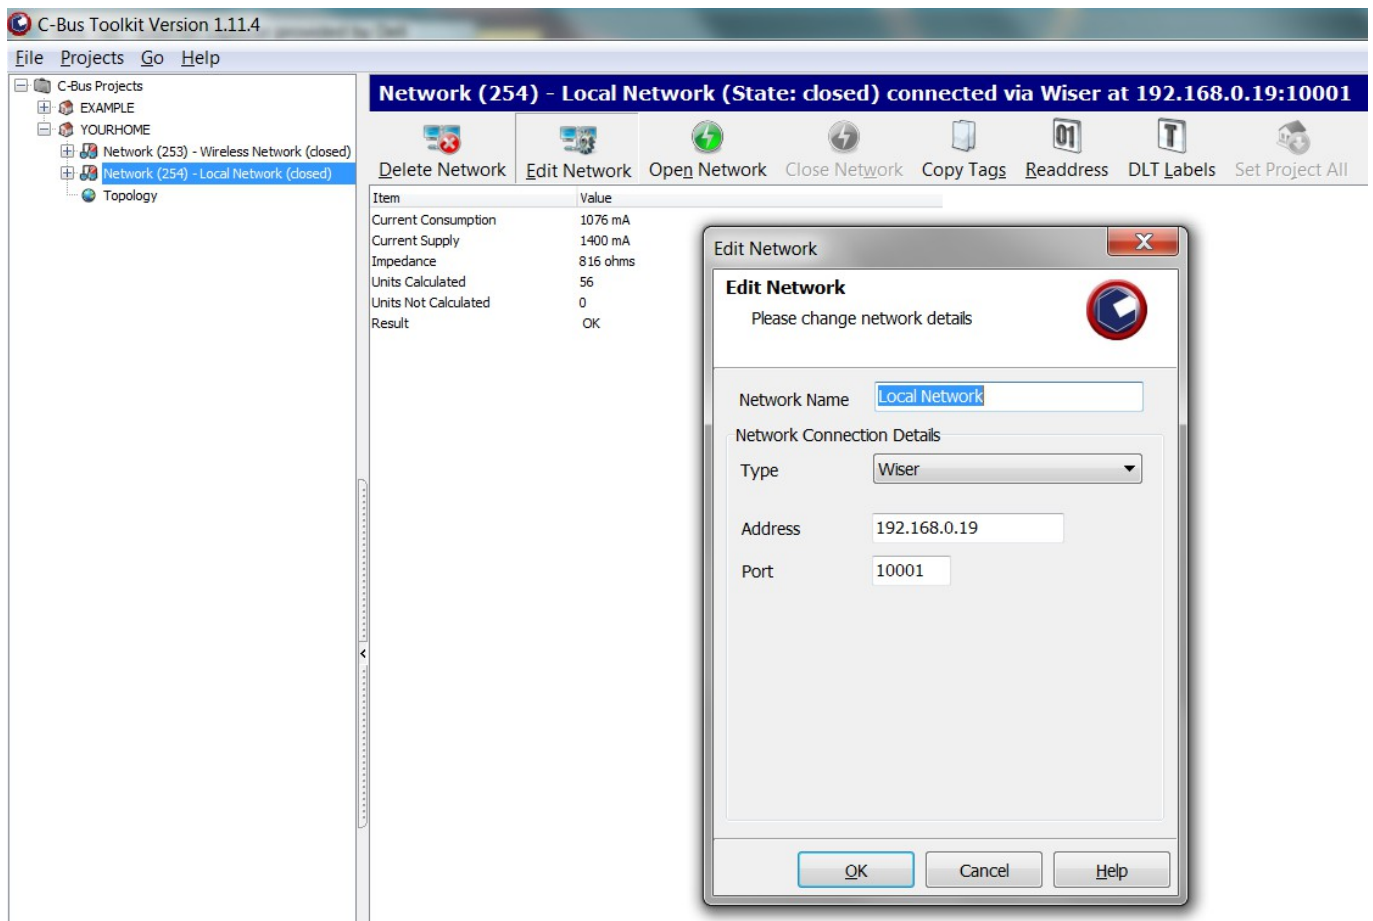 C-Bus Toolkit Version 1.11.4
File Projects Go Help
C-Bus Projects
EXAMPLE
YOURHOME
Network (253) - Wireless Network (closed)
Network (254) - Local Network (closed)
Topology
Network (254) - Local Network (State: closed) connected via Wiser at 192.168.0.19:10001
Delete Network Edit Network Open Network Close Network Copy Tags Readdress DLT Labels Set Project All
Item Value
Current Consumption 1076 mA
Current Supply 1400 mA
Impedance 816 ohms
Units Calculated 56
Units Not Calculated 0
Result OK
Edit Network
Edit Network
Please change network details
Network Name Local Network
Network Connection Details
Type Wiser
Address 192.168.0.19
Port 10001
OK Cancel Help